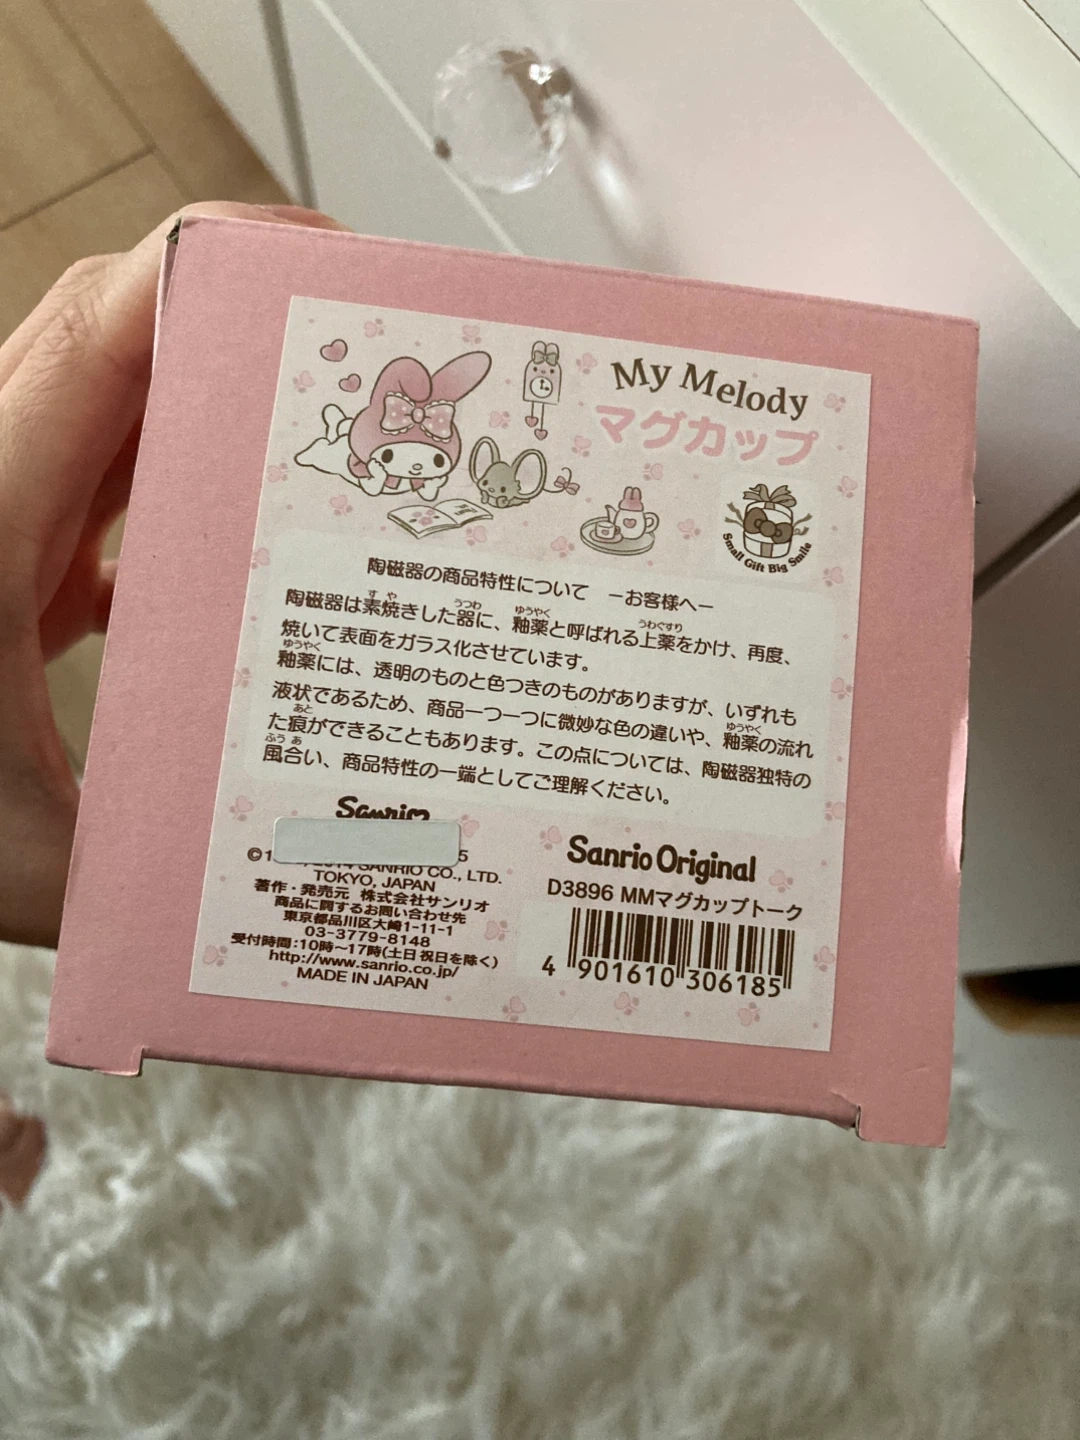 My Melody
マグカップ
Small Gift Big Smile
陶磁器の商品特性について －お客様へ－
陶磁器は素焼きした器に、釉薬と呼ばれる上薬をかけ、再度、
焼いて表面をガラス化させています。
釉薬には、透明のものと色つきのものがありますが、いずれも
液状であるため、商品一つ一つに微妙な色の違いや、釉薬の流れ
た痕ができることもあります。この点については、陶磁器独特の
風合い、商品特性の一端としてご理解ください。
Sanrio
SANRIO CO., LTD.
TOKYO, JAPAN
著作・発売元 株式会社サンリオ
商品に関するお問い合わせ先
東京都品川区大崎1-11-1
03-3779-8148
受付時間:10時～17時(土日祝日を除く)
http://www.sanrio.co.jp/
MADE IN JAPAN
Sanrio Original
D3896 MMマグカップトーク
4 901610 306185